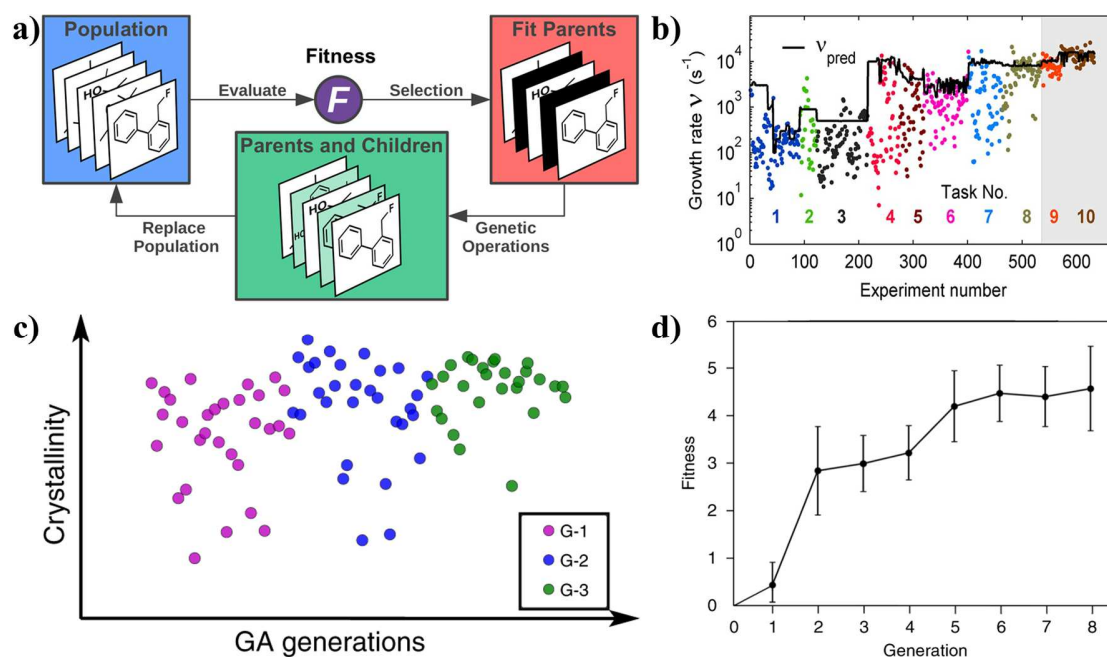 a)
Population
Fitness
F
Fit Parents
Evaluate
Selection
HO
F
Parents and Children
HO
F
Replace
Population
Genetic
Operations
b)
Growth rate ν (s⁻¹)
10⁵
10⁴
10³
10²
10¹
10⁰
ν_pred
Task No.
1 2 3 4 5 6 7 8 9 10
0 100 200 300 400 500 600
Experiment number
c)
Crystallinity
G-1
G-2
G-3
GA generations
d)
Fitness
6
5
4
3
2
1
0
0 1 2 3 4 5 6 7 8
Generation